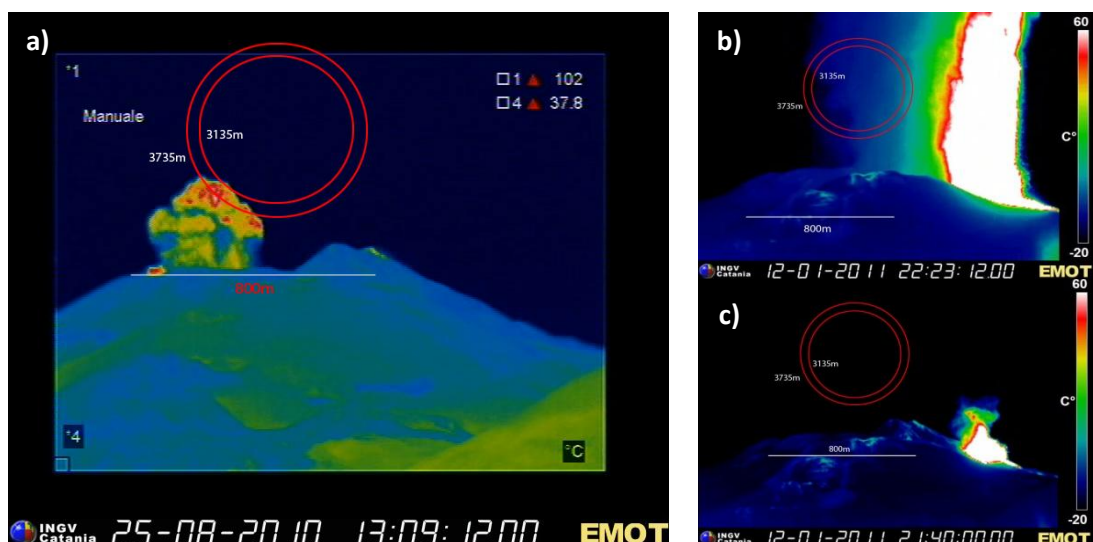 a)
°1
Manuale
□1 ▲ 102
□4 ▲ 37.8
3135m
3735m
800m
°4
°C
INGV
Catania
25-08-2010 13:09:12.00
EMOT
b)
60
3135m
3735m
C°
800m
-20
INGV
Catania
12-01-2011 22:23:12.00
EMOT
c)
60
3135m
3735m
C°
800m
-20
INGV
Catania
12-01-2011 21:40:00.00
EMOT